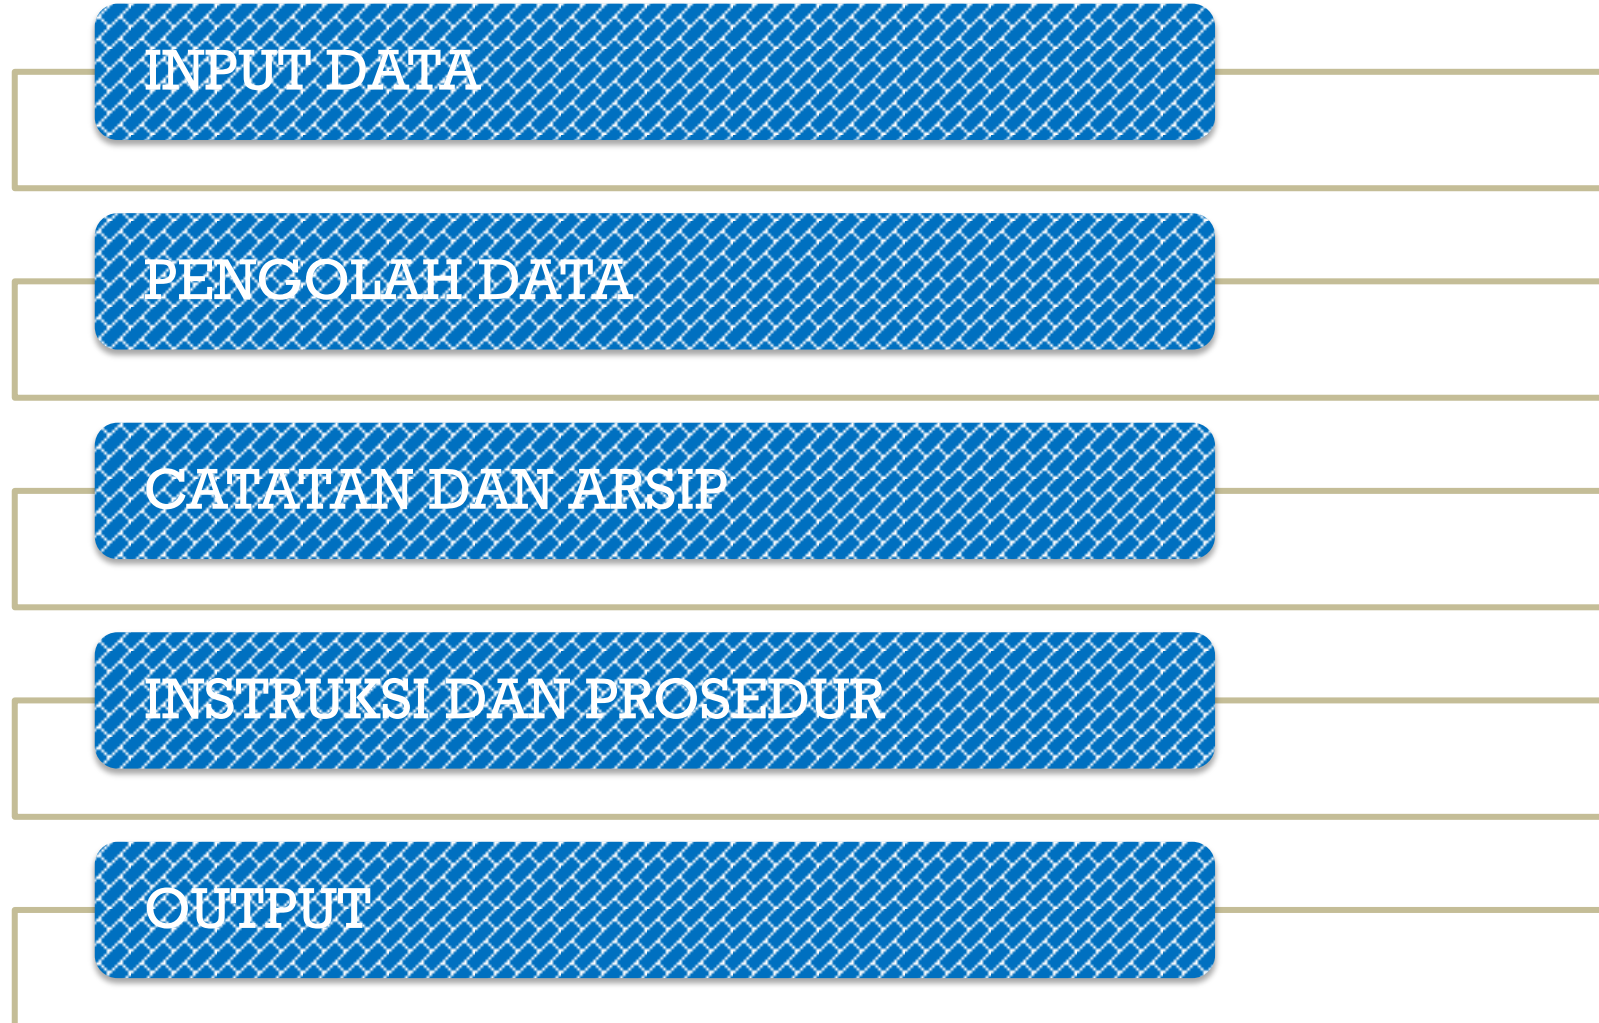 INPUT DATA
PENGOLAH DATA
CATATAN DAN ARSIP
INSTRUKSI DAN PROSEDUR
OUTPUT